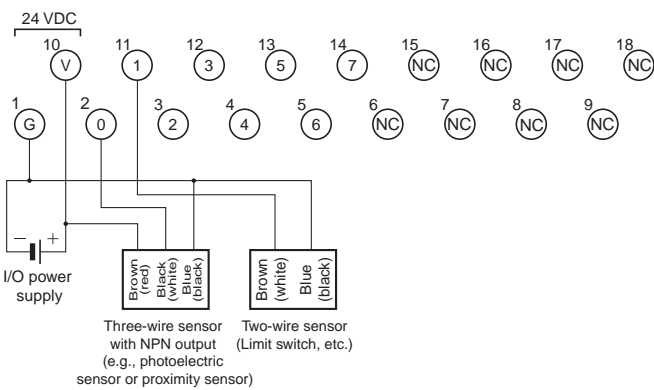 24 VDC
10 11 12 13 14 15 16 17 18
V 1 3 5 7 NC NC NC NC
1 2 3 4 5 6 7 8 9
G 0 2 4 6 NC NC NC NC
− +
I/O power
supply
Brown
(red)
Black
(white)
Blue
(black)
Brown
(white)
Blue
(black)
Three-wire sensor
with NPN output
(e.g., photoelectric
sensor or proximity sensor)
Two-wire sensor
(Limit switch, etc.)